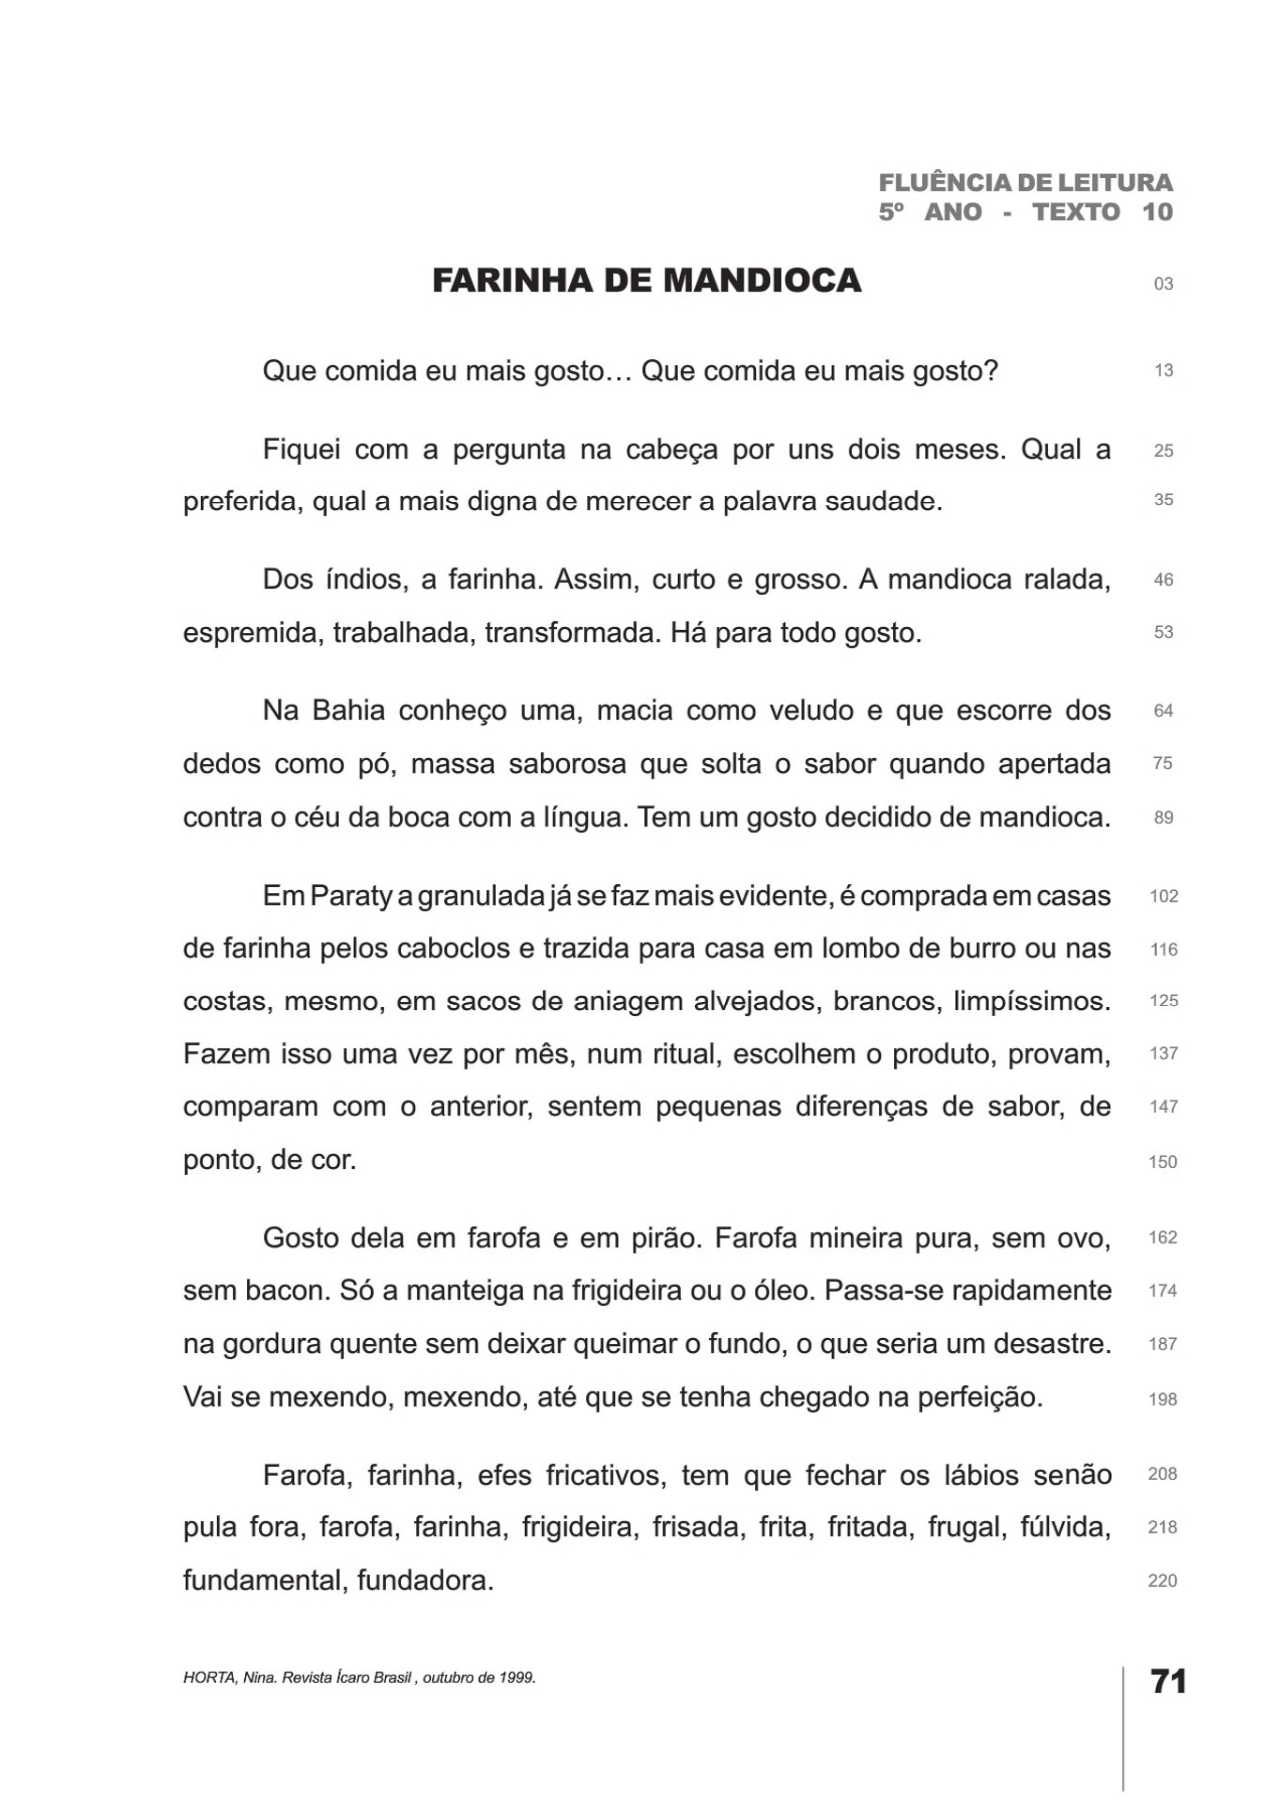 FLUÊNCIA DE LEITURA
5º ANO - TEXTO 10
FARINHA DE MANDIOCA 03
Que comida eu mais gosto… Que comida eu mais gosto? 13
Fiquei com a pergunta na cabeça por uns dois meses. Qual a 25
preferida, qual a mais digna de merecer a palavra saudade. 35
Dos índios, a farinha. Assim, curto e grosso. A mandioca ralada, 46
espremida, trabalhada, transformada. Há para todo gosto. 53
Na Bahia conheço uma, macia como veludo e que escorre dos 64
dedos como pó, massa saborosa que solta o sabor quando apertada 75
contra o céu da boca com a língua. Tem um gosto decidido de mandioca. 89
Em Paraty a granulada já se faz mais evidente, é comprada em casas 102
de farinha pelos caboclos e trazida para casa em lombo de burro ou nas 116
costas, mesmo, em sacos de aniagem alvejados, brancos, limpíssimos. 125
Fazem isso uma vez por mês, num ritual, escolhem o produto, provam, 137
comparam com o anterior, sentem pequenas diferenças de sabor, de 147
ponto, de cor. 150
Gosto dela em farofa e em pirão. Farofa mineira pura, sem ovo, 162
sem bacon. Só a manteiga na frigideira ou o óleo. Passa-se rapidamente 174
na gordura quente sem deixar queimar o fundo, o que seria um desastre. 187
Vai se mexendo, mexendo, até que se tenha chegado na perfeição. 198
Farofa, farinha, efes fricativos, tem que fechar os lábios senão 208
pula fora, farofa, farinha, frigideira, frisada, frita, fritada, frugal, fúlvida, 218
fundamental, fundadora. 220
HORTA, Nina. Revista Ícaro Brasil , outubro de 1999.
71